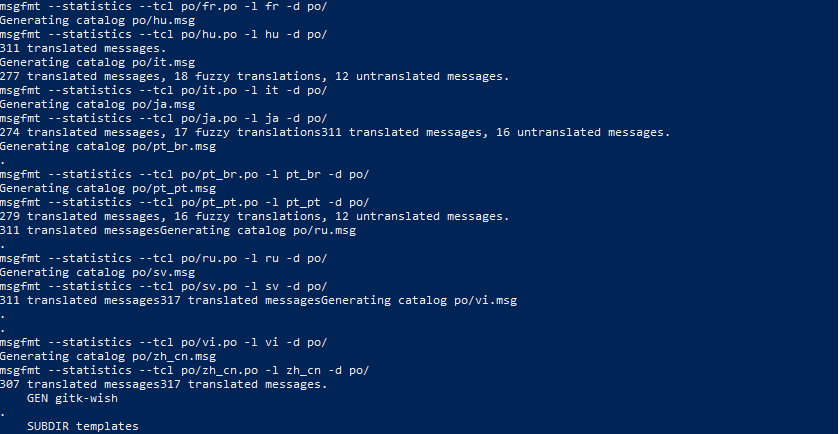 msgfmt --statistics --tcl po/fr.po -l fr -d po/
Generating catalog po/hu.msg
msgfmt --statistics --tcl po/hu.po -l hu -d po/
311 translated messages.
Generating catalog po/it.msg
277 translated messages, 18 fuzzy translations, 12 untranslated messages.
msgfmt --statistics --tcl po/it.po -l it -d po/
Generating catalog po/ja.msg
msgfmt --statistics --tcl po/ja.po -l ja -d po/
274 translated messages, 17 fuzzy translations311 translated messages, 16 untranslated messages.
Generating catalog po/pt_br.msg
.
msgfmt --statistics --tcl po/pt_br.po -l pt_br -d po/
Generating catalog po/pt_pt.msg
msgfmt --statistics --tcl po/pt_pt.po -l pt_pt -d po/
279 translated messages, 16 fuzzy translations, 12 untranslated messages.
311 translated messagesGenerating catalog po/ru.msg
.
msgfmt --statistics --tcl po/ru.po -l ru -d po/
Generating catalog po/sv.msg
msgfmt --statistics --tcl po/sv.po -l sv -d po/
311 translated messages317 translated messagesGenerating catalog po/vi.msg
.
.
msgfmt --statistics --tcl po/vi.po -l vi -d po/
Generating catalog po/zh_cn.msg
msgfmt --statistics --tcl po/zh_cn.po -l zh_cn -d po/
307 translated messages317 translated messages.
    GEN gitk-wish
.
    SUBDIR templates